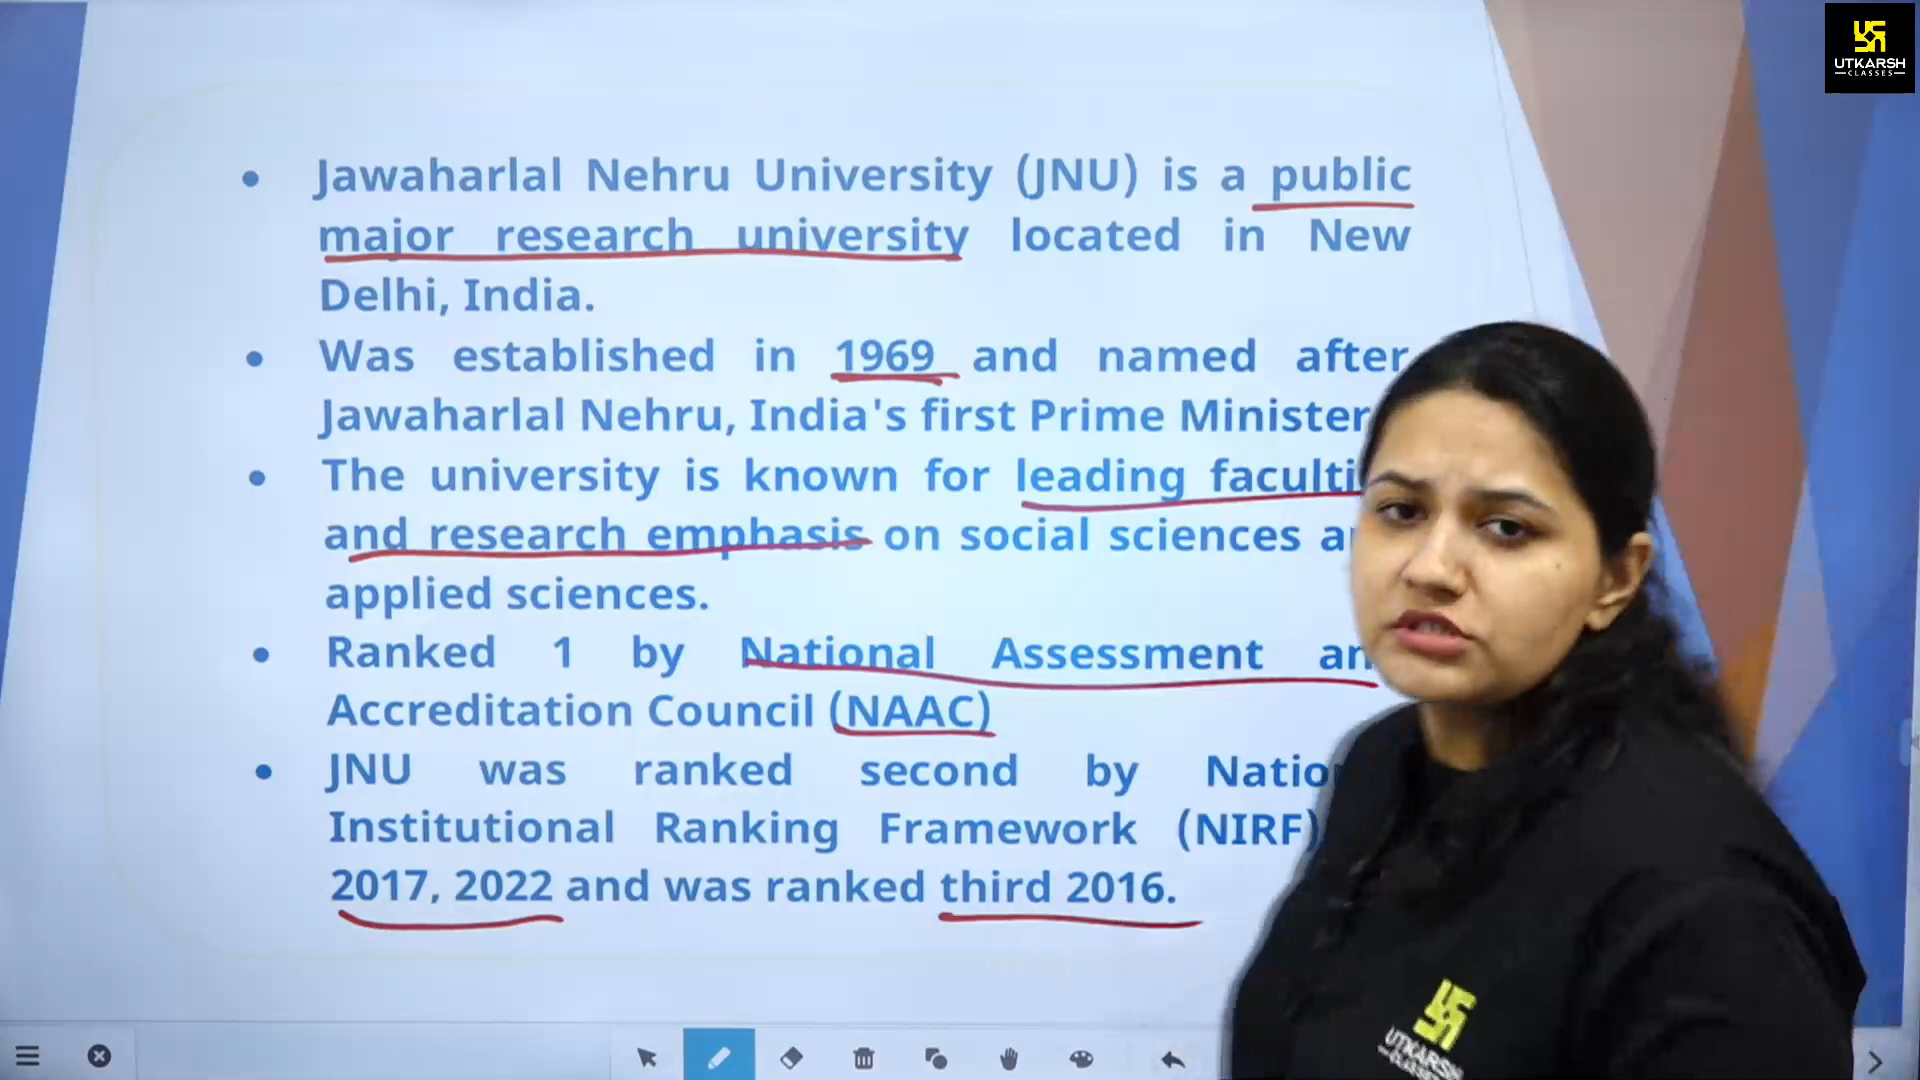 UTKARSH
CLASSES
Jawaharlal Nehru University (JNU) is a public
major research university located in New
Delhi, India.
Was established in 1969 and named after
Jawaharlal Nehru, India's first Prime Minister
The university is known for leading
and research emphasis on social sciences
applied sciences.
Ranked 1 by National Assessment
Accreditation Council (NAAC)
JNU was ranked second by
Institutional Ranking Framework (NIRF)
2017, 2022 and was ranked third 2016.
UTKARSH
CLASSES